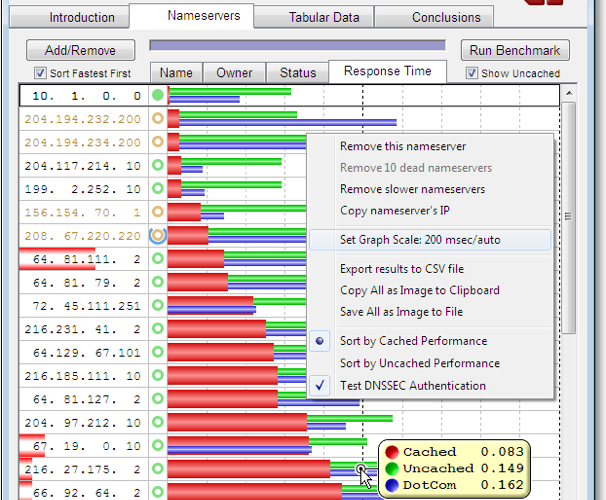 Introduction Nameservers Tabular Data Conclusions
Add/Remove Run Benchmark
Sort Fastest First Name Owner Status Response Time Show Uncached
10. 1. 0. 0
204.194.232.200
204.194.234.200
204.117.214. 10
199. 2.252. 10
156.154. 70. 1
208. 67.220.220
64. 81.111. 2
64. 81. 79. 2
72. 45.111.251
216.231. 41. 2
64.129. 67.101
216.185.111. 10
64. 81.127. 2
204. 97.212. 10
67. 19. 0. 10
216. 27.175. 2
66. 92. 64. 2
Remove this nameserver
Remove 10 dead nameservers
Remove slower nameservers
Copy nameserver's IP
Set Graph Scale: 200 msec/auto
Export results to CSV file
Copy All as Image to Clipboard
Save All as Image to File
Sort by Cached Performance
Sort by Uncached Performance
Test DNSSEC Authentication
Cached 0.083
Uncached 0.149
DotCom 0.162